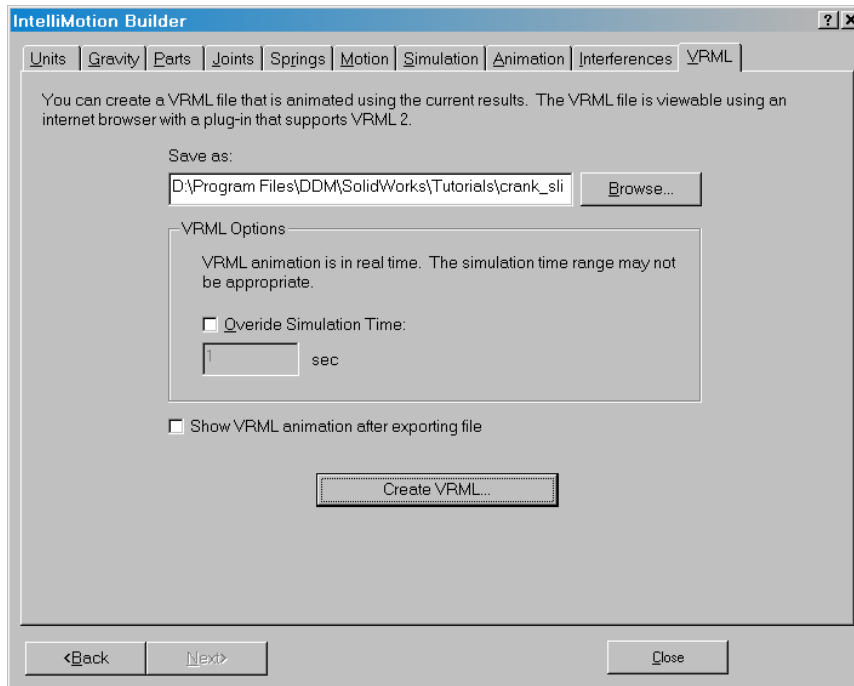 IntelliMotion Builder
Units Gravity Parts Joints Springs Motion Simulation Animation Interferences VRML
You can create a VRML file that is animated using the current results. The VRML file is viewable using an
internet browser with a plug-in that supports VRML 2.
Save as:
D:\Program Files\DDM\SolidWorks\Tutorials\crank_sli Browse...
VRML Options
VRML animation is in real time. The simulation time range may not
be appropriate.
Overide Simulation Time:
1 sec
Show VRML animation after exporting file
Create VRML...
<Back Next> Close